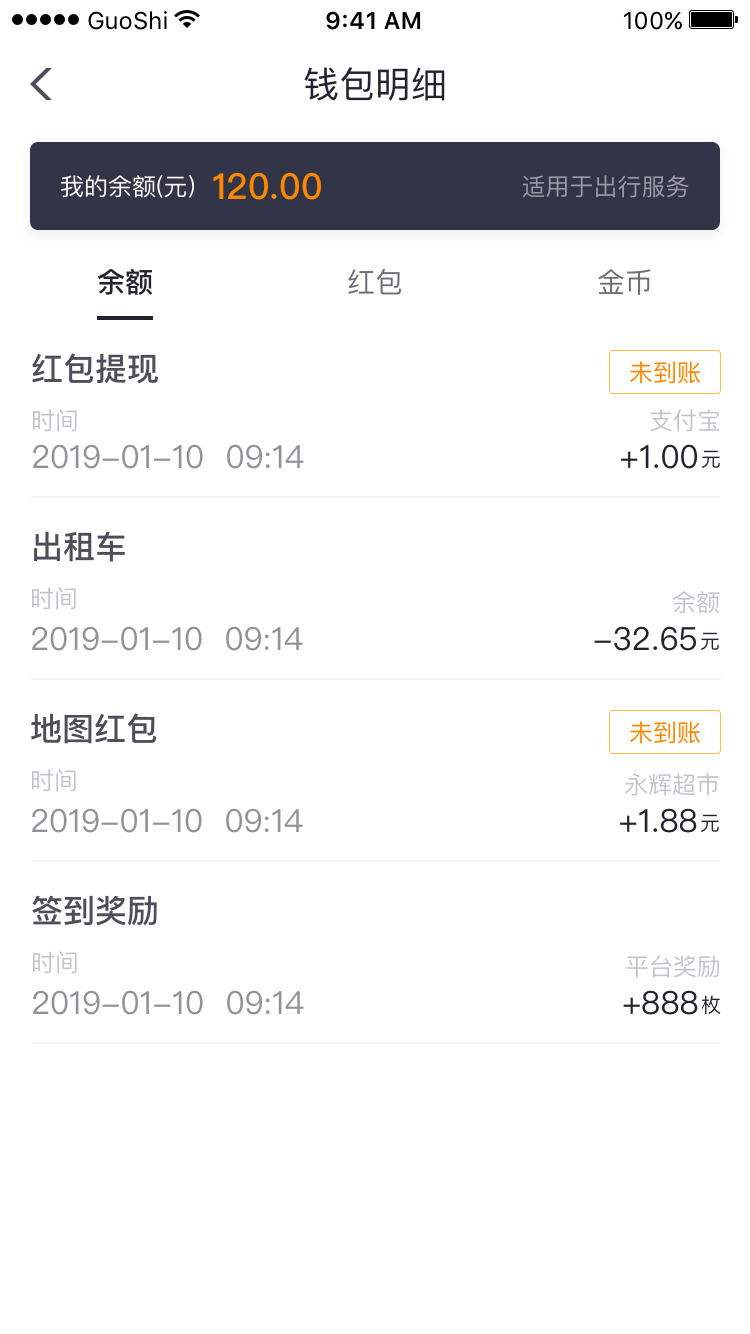 ●●●●● GuoShi 9:41 AM 100%
钱包明细
我的余额(元) 120.00 适用于出行服务
余额 红包 金币
红包提现 未到账
时间 支付宝
2019-01-10 09:14 +1.00元
出租车
时间 余额
2019-01-10 09:14 -32.65元
地图红包 未到账
时间 永辉超市
2019-01-10 09:14 +1.88元
签到奖励
时间 平台奖励
2019-01-10 09:14 +888枚